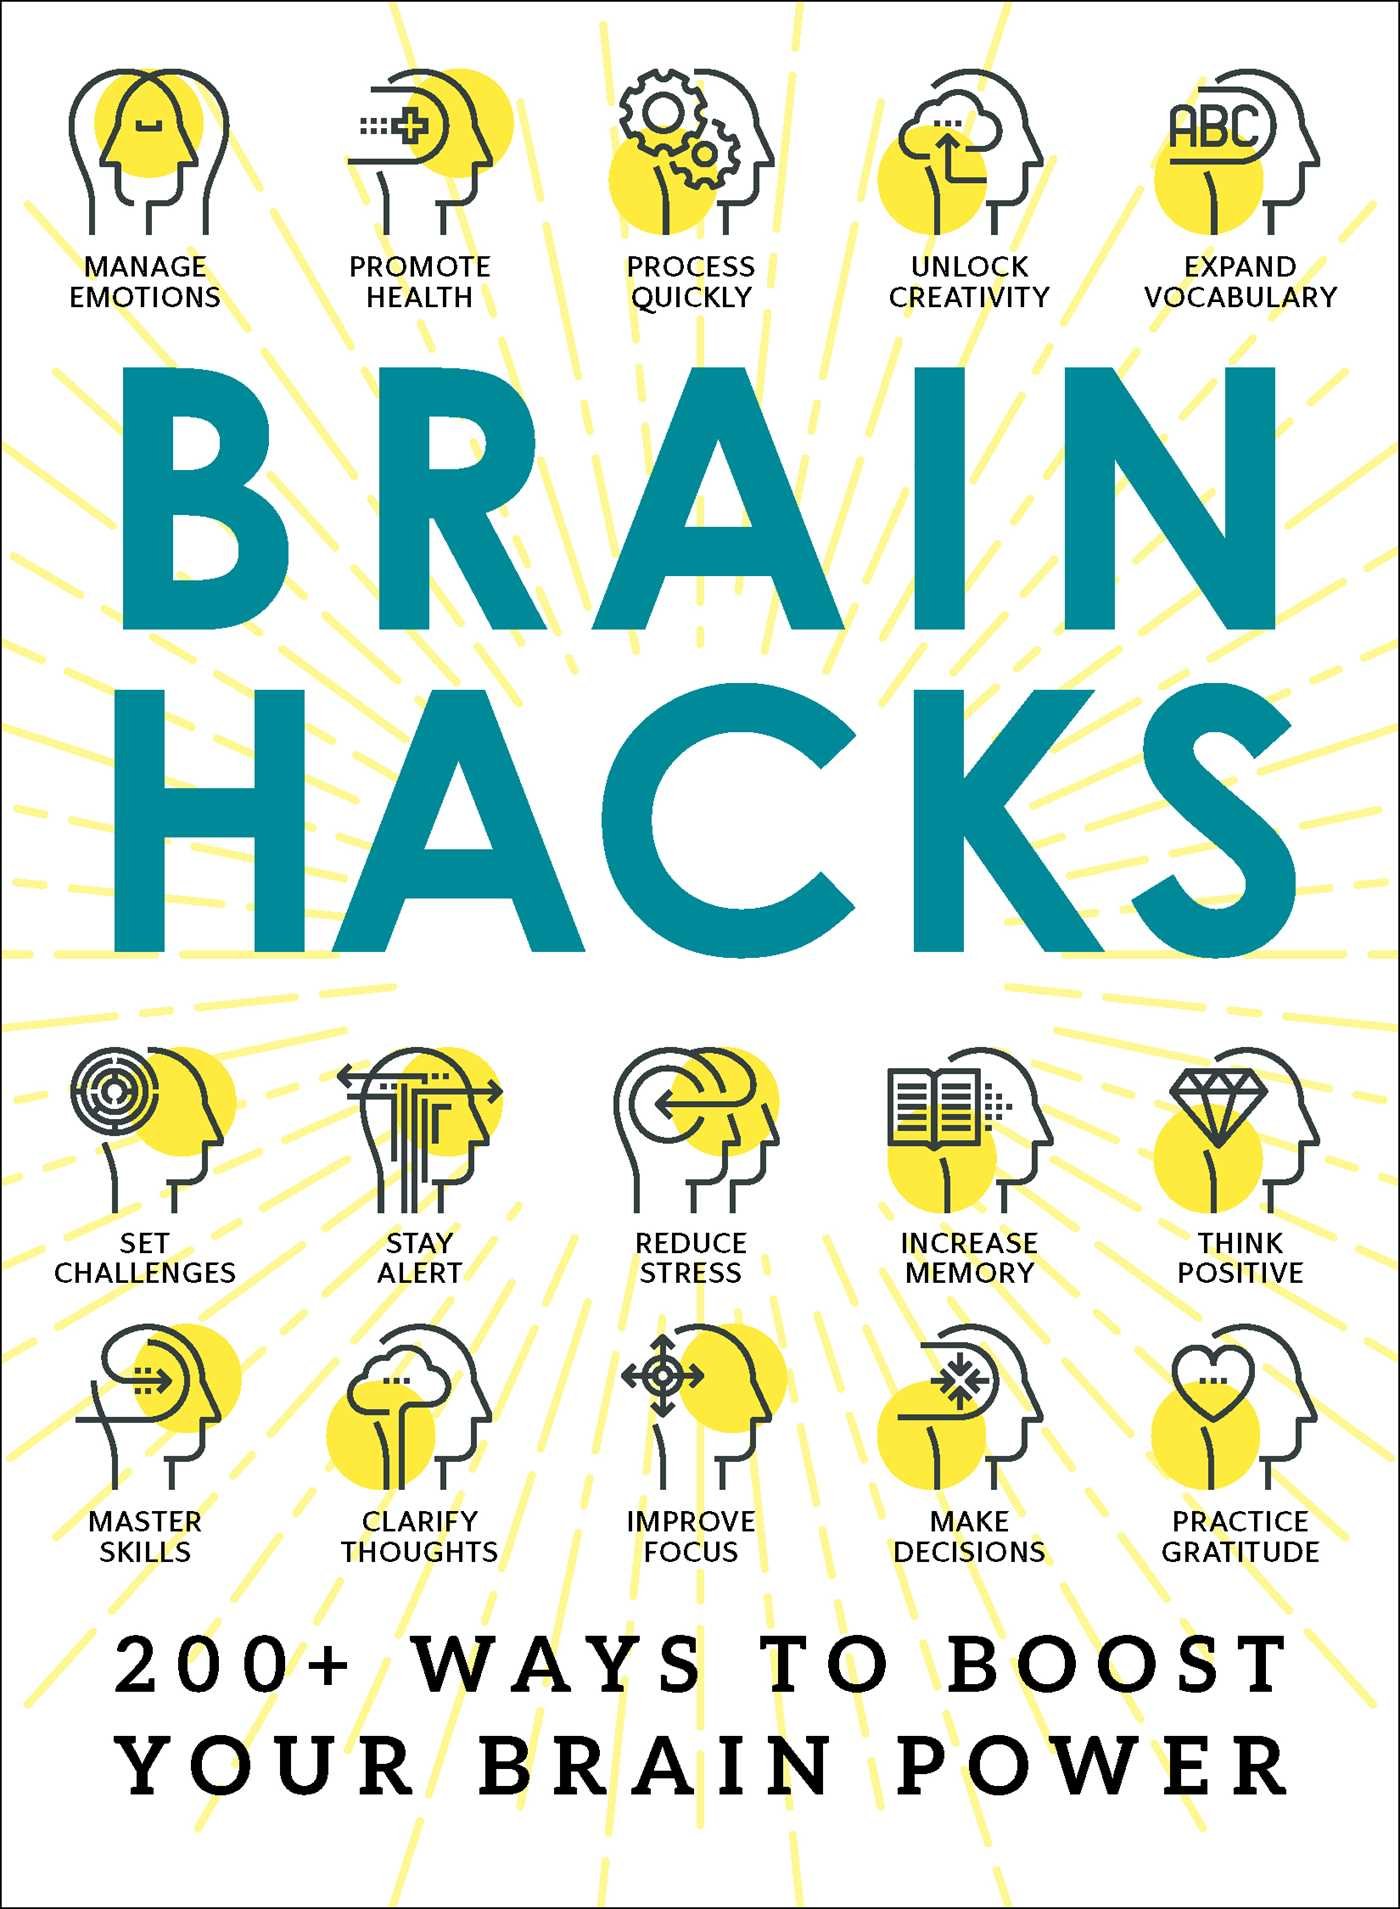 MANAGE
EMOTIONS
PROMOTE
HEALTH
PROCESS
QUICKLY
UNLOCK
CREATIVITY
ABC
EXPAND
VOCABULARY
BRAIN
HACKS
SET
CHALLENGES
STAY
ALERT
REDUCE
STRESS
INCREASE
MEMORY
THINK
POSITIVE
MASTER
SKILLS
CLARIFY
THOUGHTS
IMPROVE
FOCUS
MAKE
DECISIONS
PRACTICE
GRATITUDE
200+ WAYS TO BOOST
YOUR BRAIN POWER